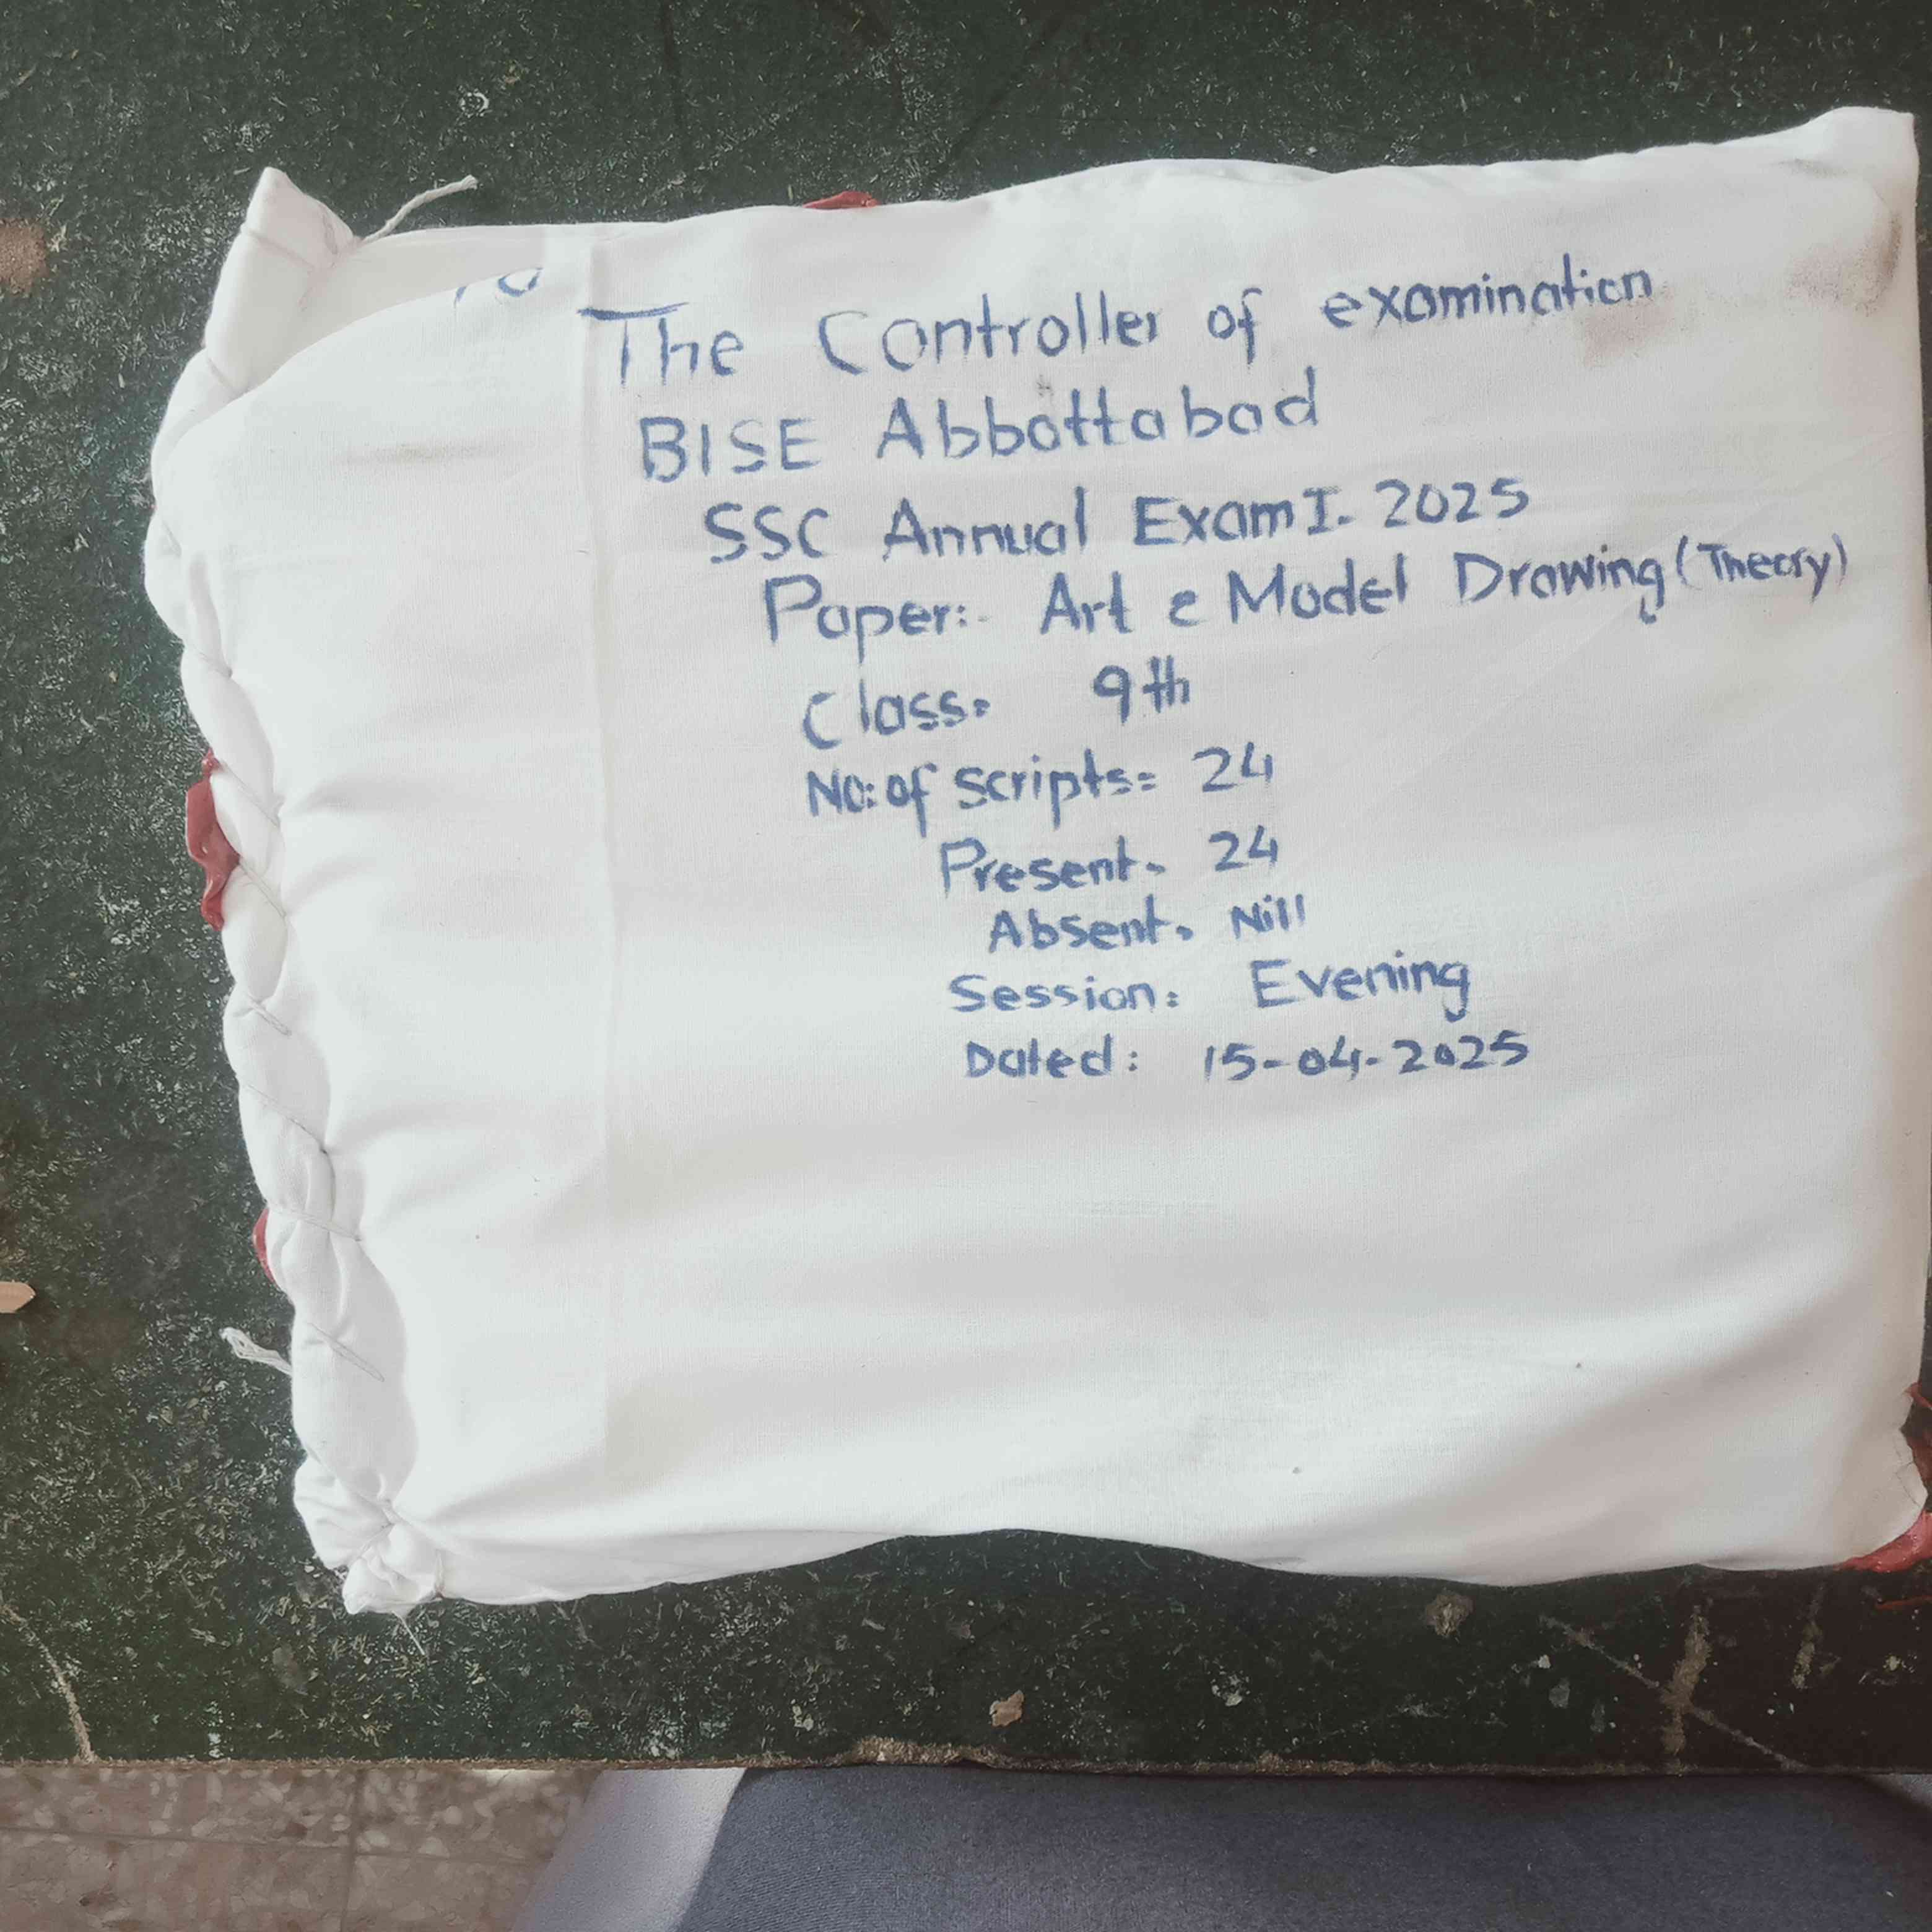 To
The Controller of examination
BISE Abbottabad
SSC Annual Exam I. 2025
Paper:- Art e Model Drawing (Theory)
Class= 9th
No: of scripts= 24
Present. 24
Absent. Nill
Session: Evening
Dated: 15-04-2025